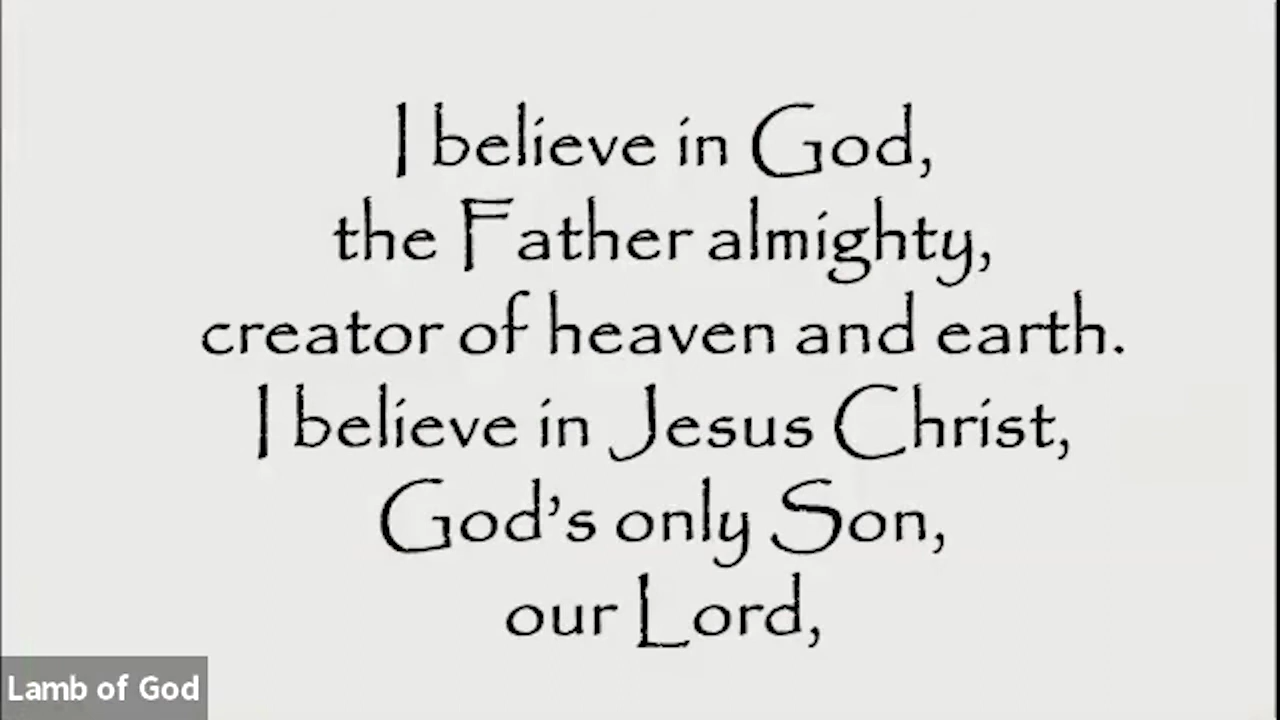 I believe in God,
the Father almighty,
creator of heaven and earth.
I believe in Jesus Christ,
God's only Son,
our Lord,
Lamb of God